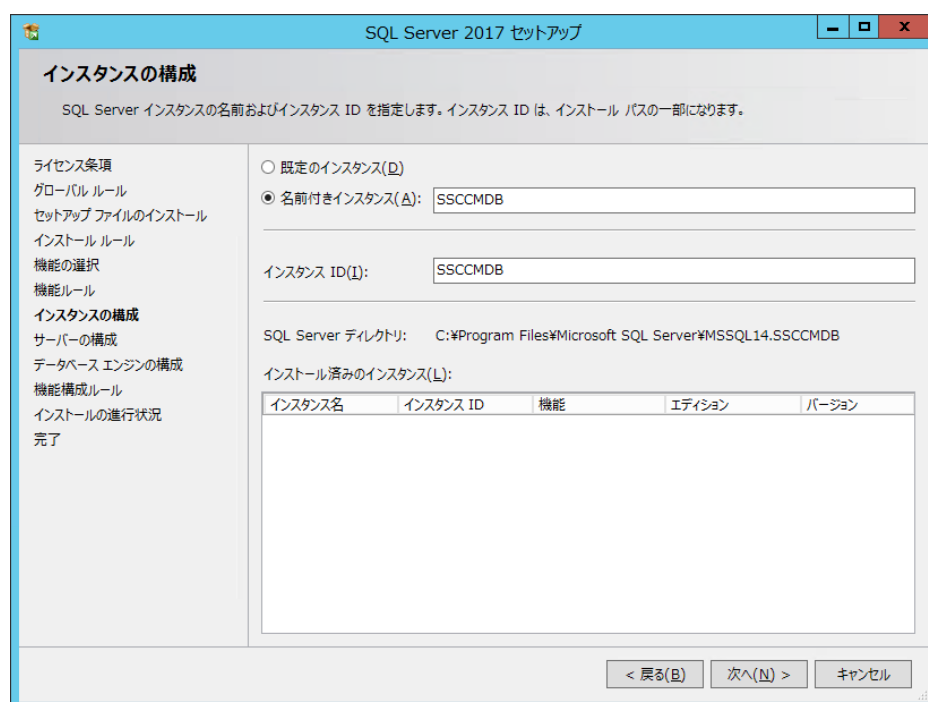 SQL Server 2017 セットアップ
インスタンスの構成
SQL Server インスタンスの名前およびインスタンス ID を指定します。インスタンス ID は、インストール パスの一部になります。
ライセンス条項
グローバル ルール
セットアップ ファイルのインストール
インストール ルール
機能の選択
機能ルール
インスタンスの構成
サーバーの構成
データベース エンジンの構成
機能構成ルール
インストールの進行状況
完了
既定のインスタンス(D)
名前付きインスタンス(A): SSCCMDB
インスタンス ID(I): SSCCMDB
SQL Server ディレクトリ: C:¥Program Files¥Microsoft SQL Server¥MSSQL14.SSCCMDB
インストール済みのインスタンス(L):
インスタンス名 インスタンス ID 機能 エディション バージョン
< 戻る(B) 次へ(N) > キャンセル